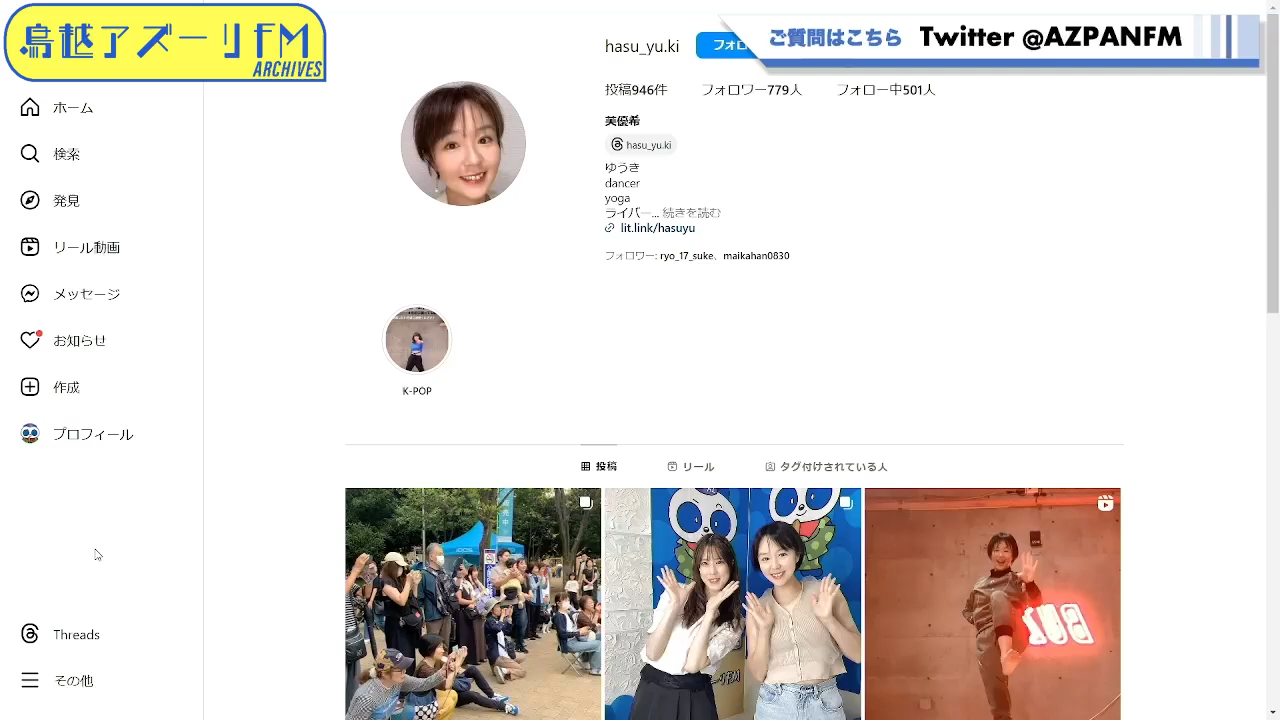 鳥越アズーリFM
ARCHIVES
ご質問はこちら Twitter @AZPANFM
hasu_yu.ki
フォロ
投稿946件 フォロワー779人 フォロー中501人
美優希
hasu_yu.ki
ゆうき
dancer
yoga
ライバー... 続きを読む
lit.link/hasuyu
フォロワー: ryo_17_suke、maikahan0830
ホーム
検索
発見
リール動画
メッセージ
お知らせ
作成
プロフィール
Threads
その他
K-POP
投稿 リール タグ付けされている人